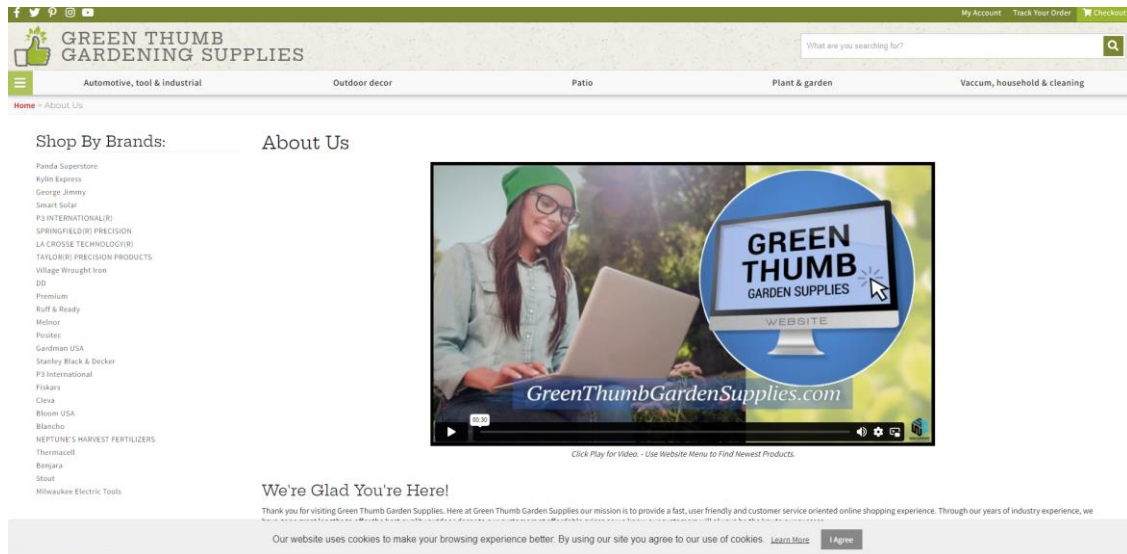 My Account Track Your Order Checkout
GREEN THUMB
GARDENING SUPPLIES
What are you searching for?
Automotive, tool & industrial Outdoor decor Patio Plant & garden Vaccum, household & cleaning
Home » About Us
Shop By Brands:
Panda Superstore
Kylin Express
George Jimmy
Smart Solar
P3 INTERNATIONAL(R)
SPRINGFIELD(R) PRECISION
LA CROSSE TECHNOLOGY(R)
TAYLOR(R) PRECISION PRODUCTS
Village Wrought Iron
DD
Premium
Ruff & Ready
Melnor
Positec
Gardman USA
Stanley Black & Decker
P3 International
Fiskars
Cleva
Bloom USA
Blancho
NEPTUNE'S HARVEST FERTILIZERS
Thermacell
Benjara
Stout
Milwaukee Electric Tools
About Us
GREEN
THUMB
GARDEN SUPPLIES
WEBSITE
GreenThumbGardenSupplies.com
00:30
Click Play for Video. - Use Website Menu to Find Newest Products.
We're Glad You're Here!
Thank you for visiting Green Thumb Garden Supplies. Here at Green Thumb Garden Supplies our mission is to provide a fast, user friendly and customer service oriented online shopping experience. Through our years of industry experience, we
Our website uses cookies to make your browsing experience better. By using our site you agree to our use of cookies. Learn More I Agree